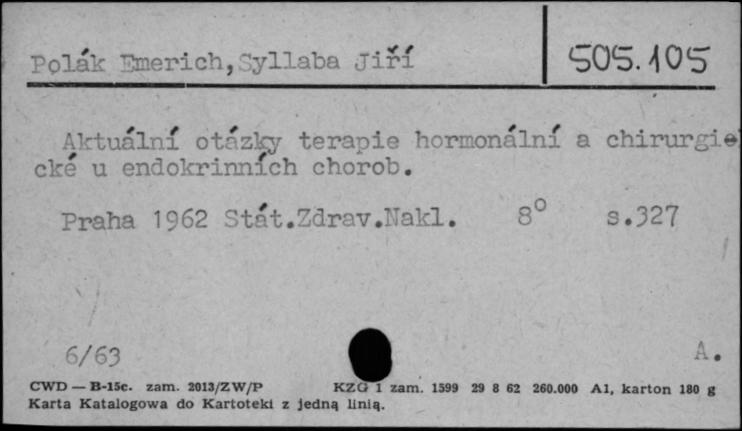 Polák Emerich,Syllaba Jiří
505.105
Aktuální otázky terapie hormonální a chirurgie
cké u endokrinních chorob.
Praha 1962 Stát.Zdrav.Nakl. 8° s.327
6/63
A.
CWD — B-15c. zam. 2013/ZW/P KZG 1 zam. 1599 29 8 62 260.000 A1, karton 180 g
Karta Katalogowa do Kartoteki z jedną linią.